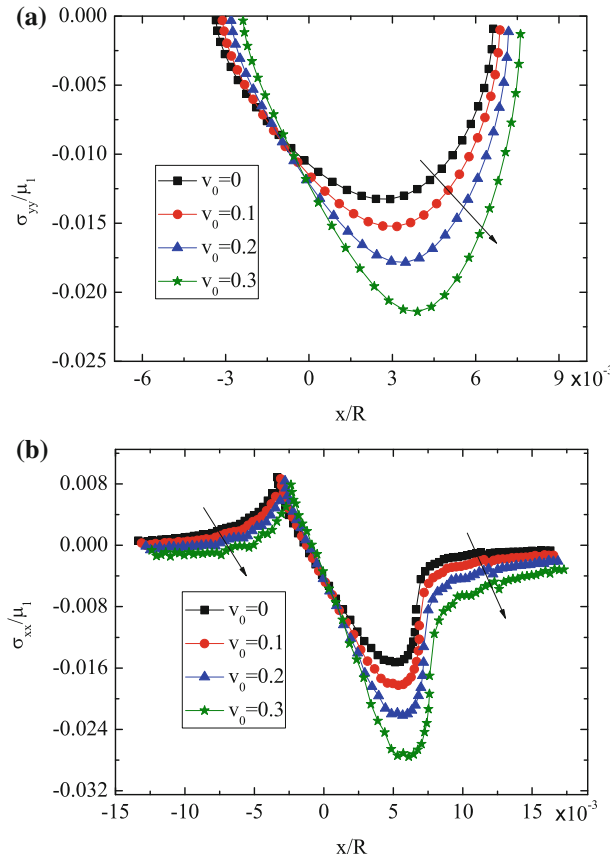 (a)
0.000
-0.005
-0.010
-0.015
-0.020
-0.025
σyy/μ1
v0=0
v0=0.1
v0=0.2
v0=0.3
-6 -3 0 3 6 9 ×10-3
x/R
(b)
0.008
0.000
-0.008
-0.016
-0.024
-0.032
σxx/μ1
v0=0
v0=0.1
v0=0.2
v0=0.3
-15 -10 -5 0 5 10 15 ×10-3
x/R